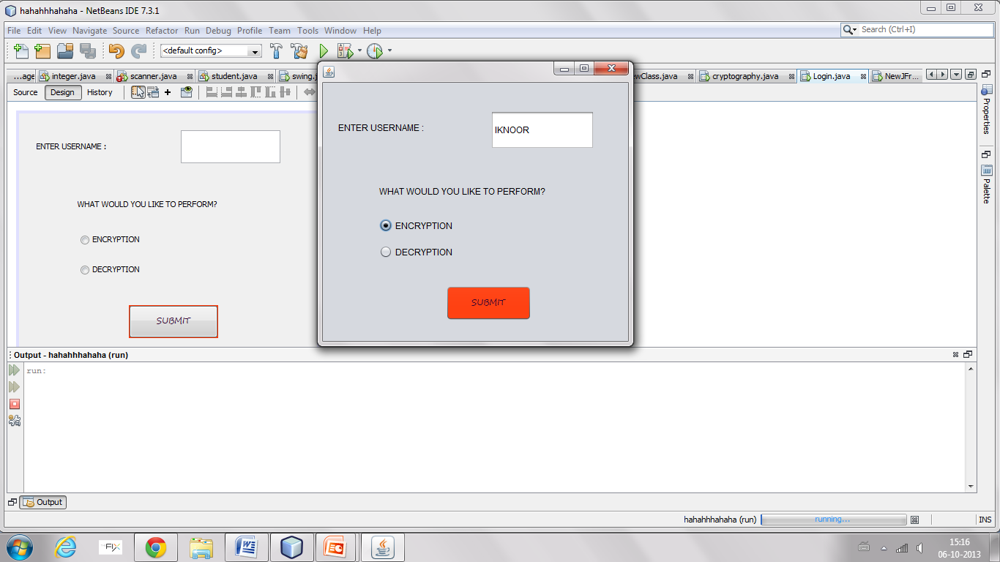 hahahhhahaha - NetBeans IDE 7.3.1
File Edit View Navigate Source Refactor Run Debug Profile Team Tools Window Help
Search (Ctrl+I)
<default config>
...age integer.java scanner.java student.java swing.j wClass.java cryptography.java Login.java NewJFr...
Source Design History
Properties
Palette
ENTER USERNAME :
WHAT WOULD YOU LIKE TO PERFORM?
ENCRYPTION
DECRYPTION
SUBMIT
ENTER USERNAME :
IKNOOR
WHAT WOULD YOU LIKE TO PERFORM?
ENCRYPTION
DECRYPTION
SUBMIT
Output - hahahhhahaha (run)
run:
Output
hahahhhahaha (run) running... INS
FIX
15:16
06-10-2013